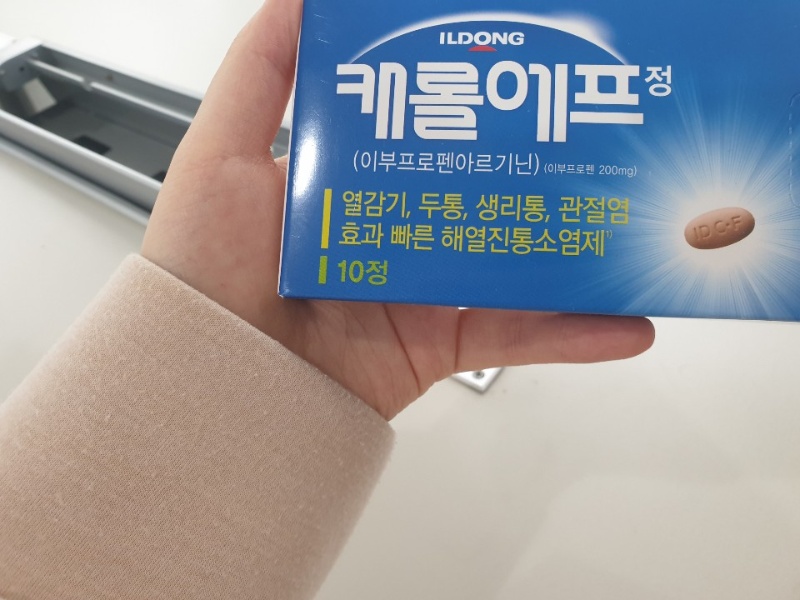 ILDONG
캐롤에프정
(이부프로펜아르기닌) (이부프로펜 200mg)
열감기, 두통, 생리통, 관절염
효과 빠른 해열진통소염제¹⁾
10정
ID C·F